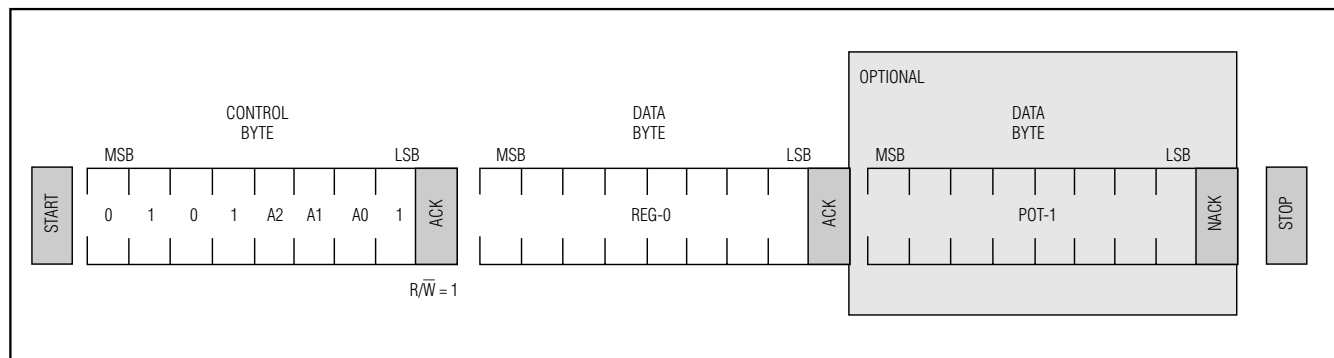 OPTIONAL
CONTROL
BYTE
DATA
BYTE
DATA
BYTE
MSB
LSB
MSB
LSB
MSB
LSB
START
0 1 0 1 A2 A1 A0 1
ACK
REG-0
ACK
POT-1
NACK
STOP
R/W̅ = 1